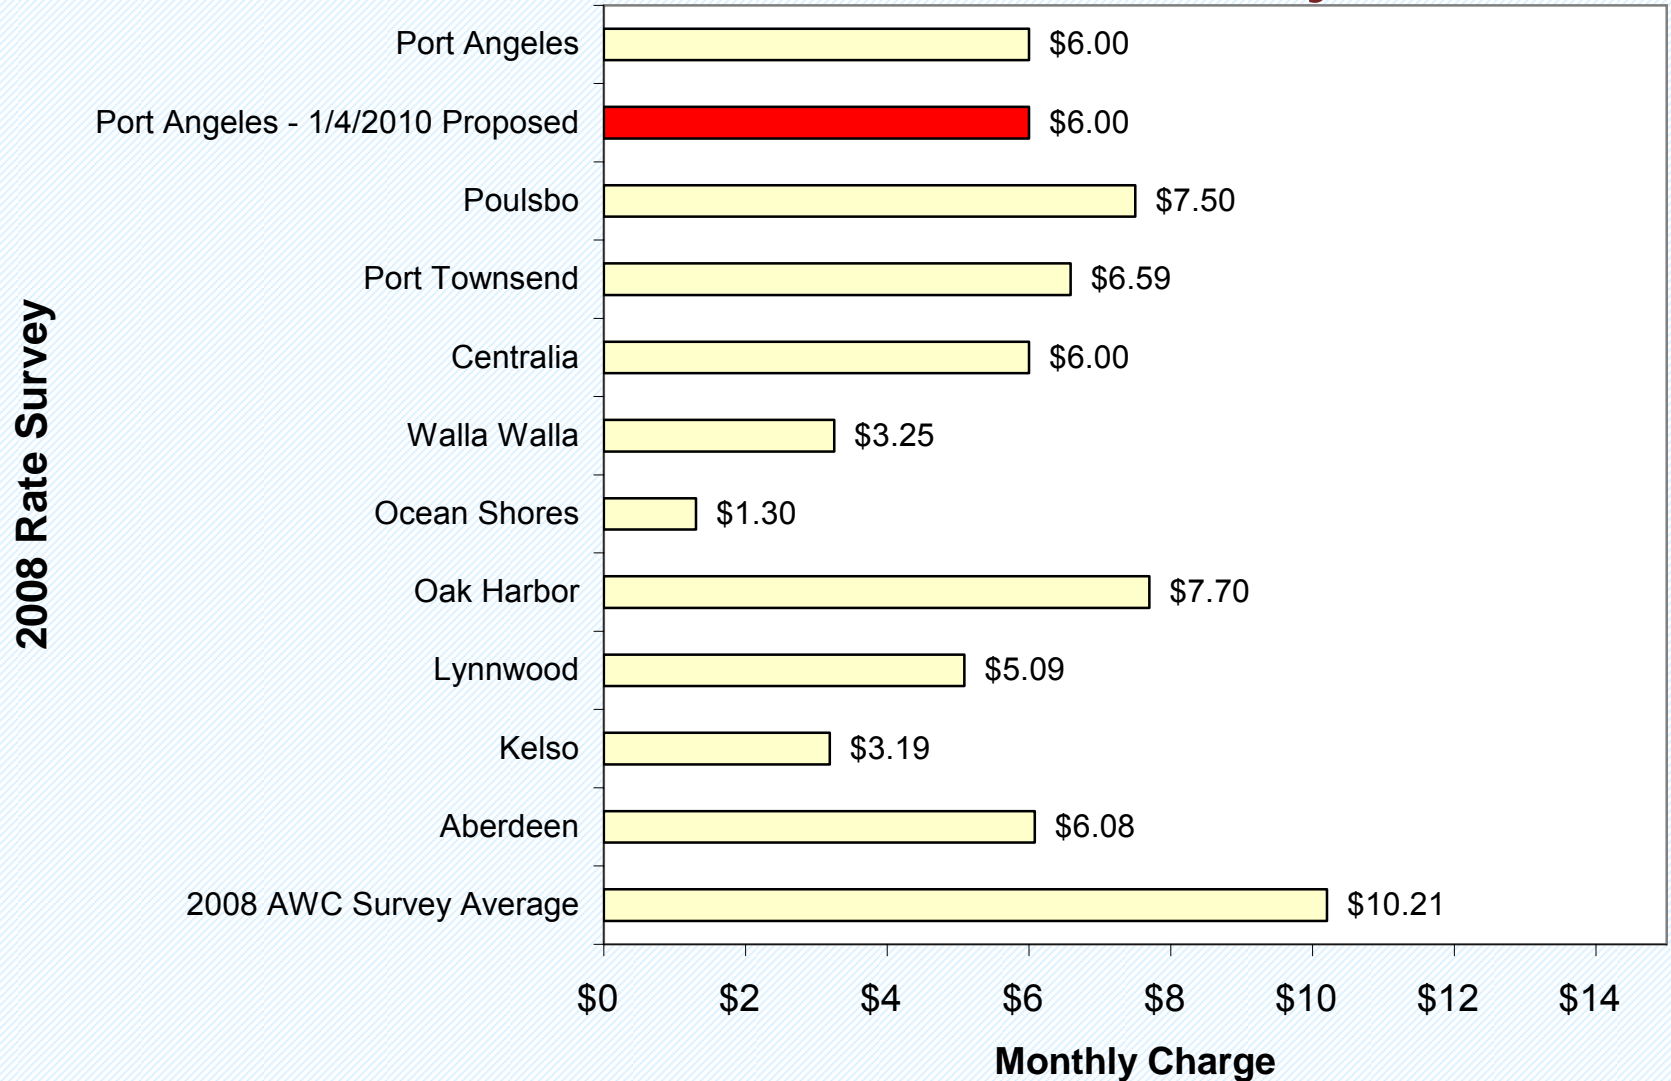 Port Angeles $6.00
Port Angeles - 1/4/2010 Proposed $6.00
Poulsbo $7.50
Port Townsend $6.59
Centralia $6.00
Walla Walla $3.25
Ocean Shores $1.30
Oak Harbor $7.70
Lynnwood $5.09
Kelso $3.19
Aberdeen $6.08
2008 AWC Survey Average $10.21
2008 Rate Survey
$0 $2 $4 $6 $8 $10 $12 $14
Monthly Charge